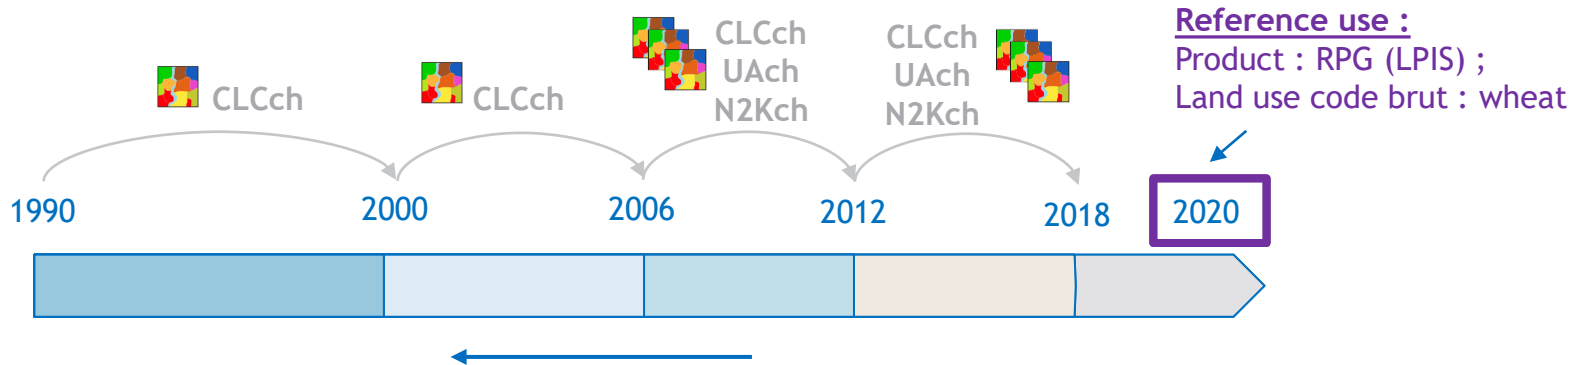 Reference use :
Product : RPG (LPIS) ;
Land use code brut : wheat
CLCch
CLCch
CLCch
UAch
N2Kch
CLCch
UAch
N2Kch
1990
2000
2006
2012
2018
2020